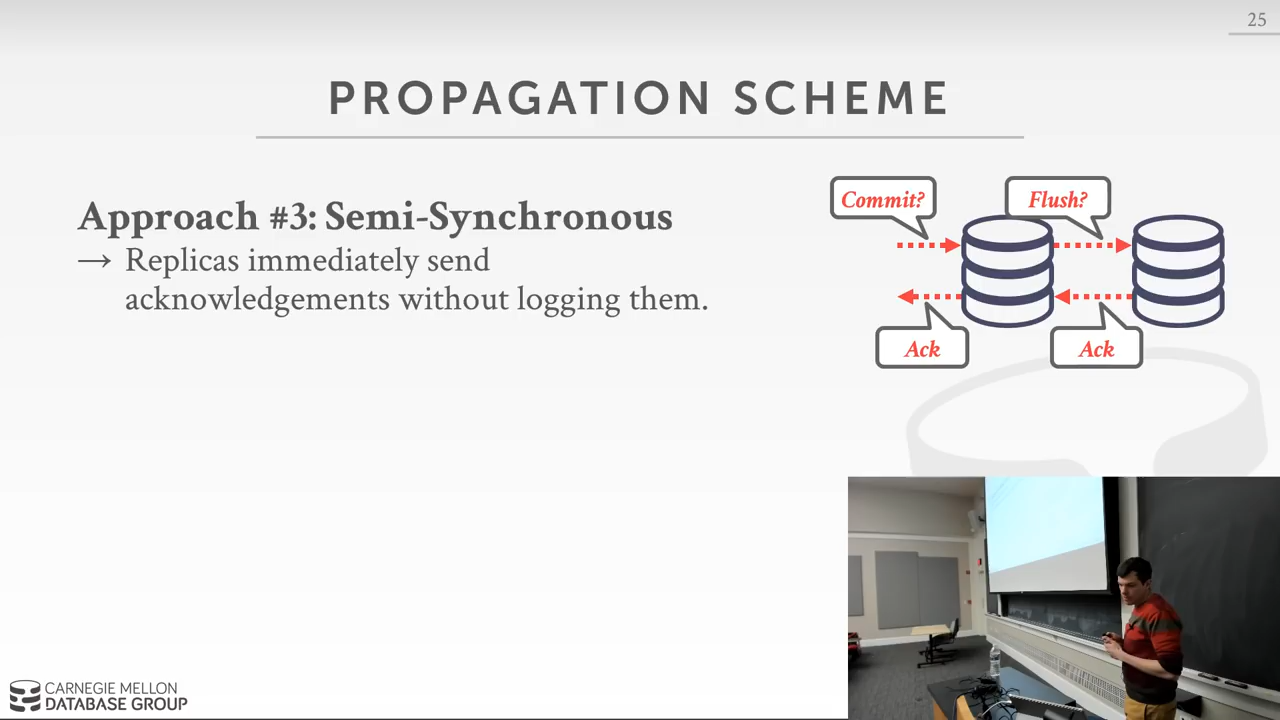 25
PROPAGATION SCHEME
Approach #3: Semi-Synchronous
→ Replicas immediately send
acknowledgements without logging them.
Commit?
Flush?
Ack
Ack
CARNEGIE MELLON
DATABASE GROUP